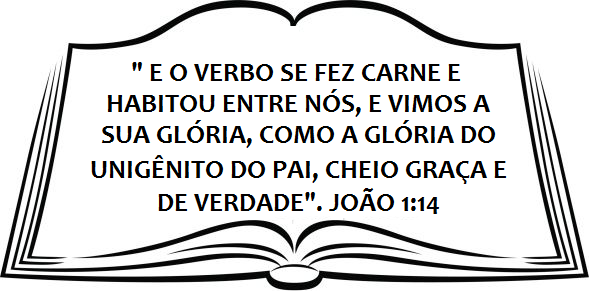 " E O VERBO SE FEZ CARNE E
HABITOU ENTRE NÓS, E VIMOS A
SUA GLÓRIA, COMO A GLÓRIA DO
UNIGÊNITO DO PAI, CHEIO GRAÇA E
DE VERDADE". JOÃO 1:14